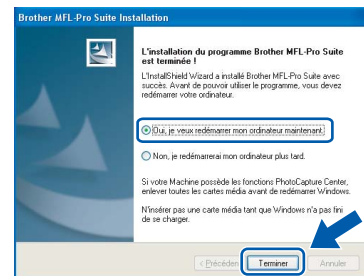 Brother MFL-Pro Suite Installation
L'installation du programme Brother MFL-Pro Suite
est terminée !
L'InstallShield Wizard a installé Brother MFL-Pro Suite avec
succès. Avant de pouvoir utiliser le programme, vous devez
redémarrer votre ordinateur.
Oui, je veux redémarrer mon ordinateur maintenant.
Non, je redémarrerai mon ordinateur plus tard.
Si votre Machine possède les fonctions PhotoCapture Center,
enlever toutes les cartes média avant de redémarrer Windows.
N'insérer pas une carte média tant que Windows n'a pas fini
de se charger.
< Précéden Terminer Annuler